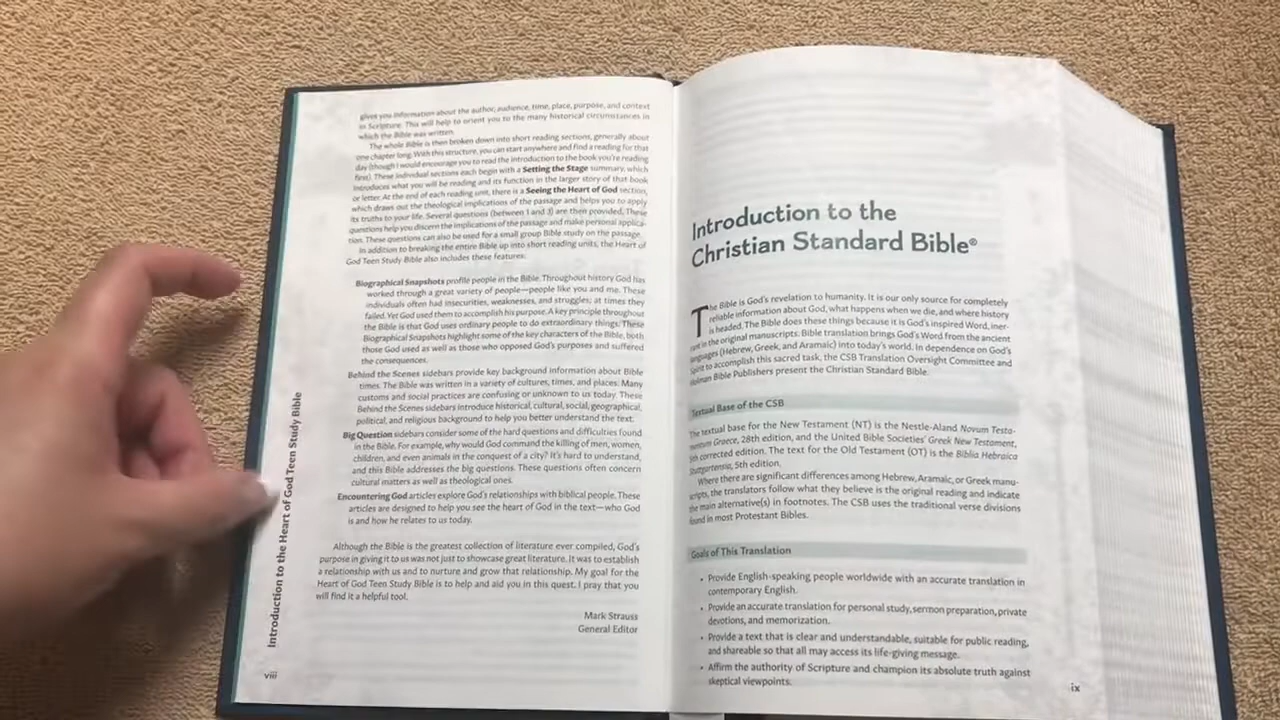 gives you information about the author, audience, time, place, purpose, and context
in Scripture. This will help to orient you to the many historical circumstances in
which the Bible was written.
The whole Bible is then broken down into short reading sections, generally about
one chapter long. With this structure, you can start anywhere and find a reading for that
day (though I would encourage you to read the introduction to the book you're reading
first). These individual sections each begin with a Setting the Stage summary, which
introduces what you will be reading and its function in the larger story of that book
or letter. At the end of each reading unit, there is a Seeing the Heart of God section,
which draws out the theological implications of the passage and helps you to apply
its truths to your life. Several questions (between 1 and 3) are then provided. These
questions help you discern the implications of the passage and make personal applica-
tion. These questions can also be used for a small group Bible study on the passage.
In addition to breaking the entire Bible up into short reading units, the Heart of
God Teen Study Bible also includes these features:
Biographical Snapshots profile people in the Bible. Throughout history God has
worked through a great variety of people—people like you and me. These
individuals often had insecurities, weaknesses, and struggles; at times they
failed. Yet God used them to accomplish his purpose. A key principle throughout
the Bible is that God uses ordinary people to do extraordinary things. These
Biographical Snapshots highlight some of the key characters of the Bible, both
those God used as well as those who opposed God's purposes and suffered
the consequences.
Behind the Scenes sidebars provide key background information about Bible
times. The Bible was written in a variety of cultures, times, and places. Many
customs and social practices are confusing or unknown to us today. These
Behind the Scenes sidebars introduce historical, cultural, social, geographical,
political, and religious background to help you better understand the text.
Big Question sidebars consider some of the hard questions and difficulties found
in the Bible. For example, why would God command the killing of men, women,
children, and even animals in the conquest of a city? It's hard to understand,
and this Bible addresses the big questions. These questions often concern
cultural matters as well as theological ones.
Encountering God articles explore God's relationships with biblical people. These
articles are designed to help you see the heart of God in the text—who God
is and how he relates to us today.
Although the Bible is the greatest collection of literature ever compiled, God's
purpose in giving it to us was not just to showcase great literature. It was to establish
a relationship with us and to nurture and grow that relationship. My goal for the
Heart of God Teen Study Bible is to help and aid you in this quest. I pray that you
will find it a helpful tool.
Mark Strauss
General Editor
Introduction to the Heart of God Teen Study Bible
viii
Introduction to the
Christian Standard Bible®
The Bible is God's revelation to humanity. It is our only source for completely
reliable information about God, what happens when we die, and where history
is headed. The Bible does these things because it is God's inspired Word, iner-
rant in the original manuscripts. Bible translation brings God's Word from the ancient
languages (Hebrew, Greek, and Aramaic) into today's world. In dependence on God's
Spirit to accomplish this sacred task, the CSB Translation Oversight Committee and
Holman Bible Publishers present the Christian Standard Bible.
Textual Base of the CSB
The textual base for the New Testament (NT) is the Nestle-Aland Novum Testa-
mentum Graece, 28th edition, and the United Bible Societies' Greek New Testament,
5th corrected edition. The text for the Old Testament (OT) is the Biblia Hebraica
Stuttgartensia, 5th edition.
Where there are significant differences among Hebrew, Aramaic, or Greek manu-
scripts, the translators follow what they believe is the original reading and indicate
the main alternative(s) in footnotes. The CSB uses the traditional verse divisions
found in most Protestant Bibles.
Goals of This Translation
• Provide English-speaking people worldwide with an accurate translation in
contemporary English.
• Provide an accurate translation for personal study, sermon preparation, private
devotions, and memorization.
• Provide a text that is clear and understandable, suitable for public reading,
and shareable so that all may access its life-giving message.
• Affirm the authority of Scripture and champion its absolute truth against
skeptical viewpoints.
ix